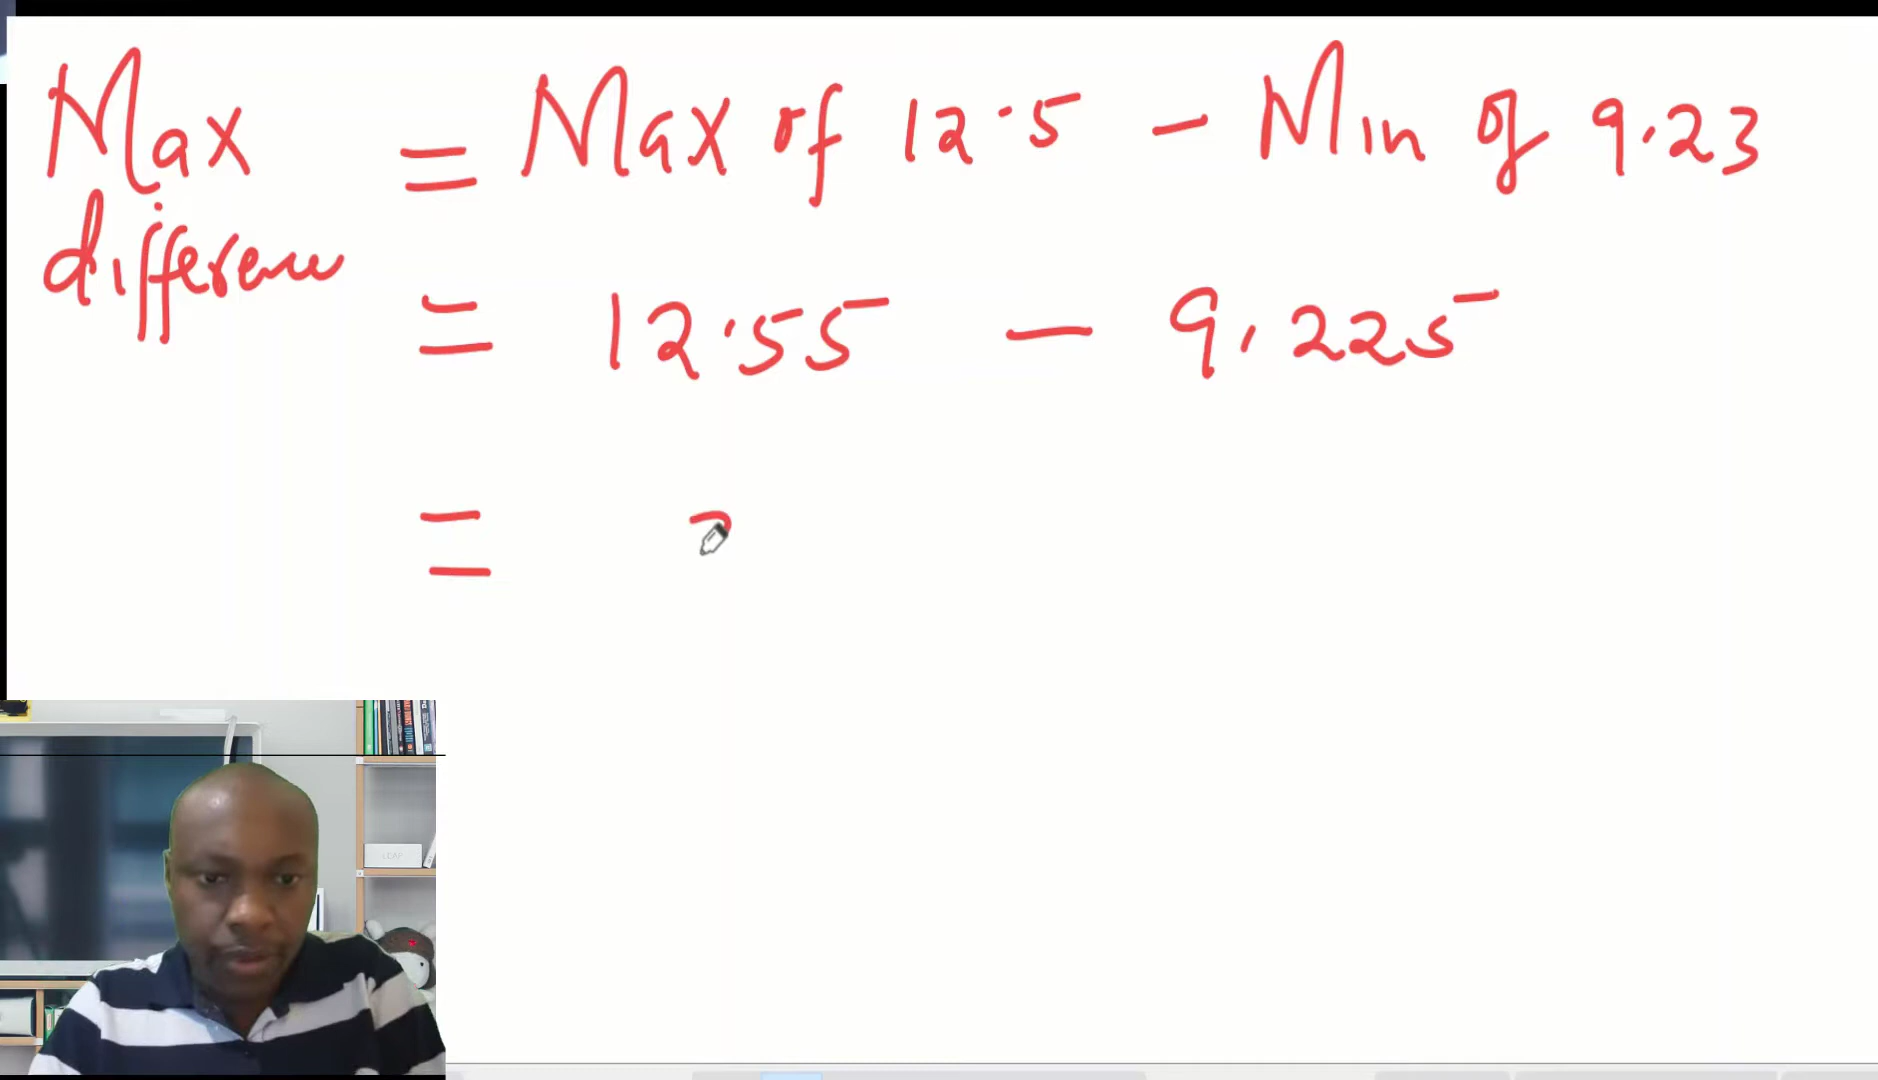 Max = Max of 12.5 - Min of 9.23
difference
= 12.55 - 9.225
=